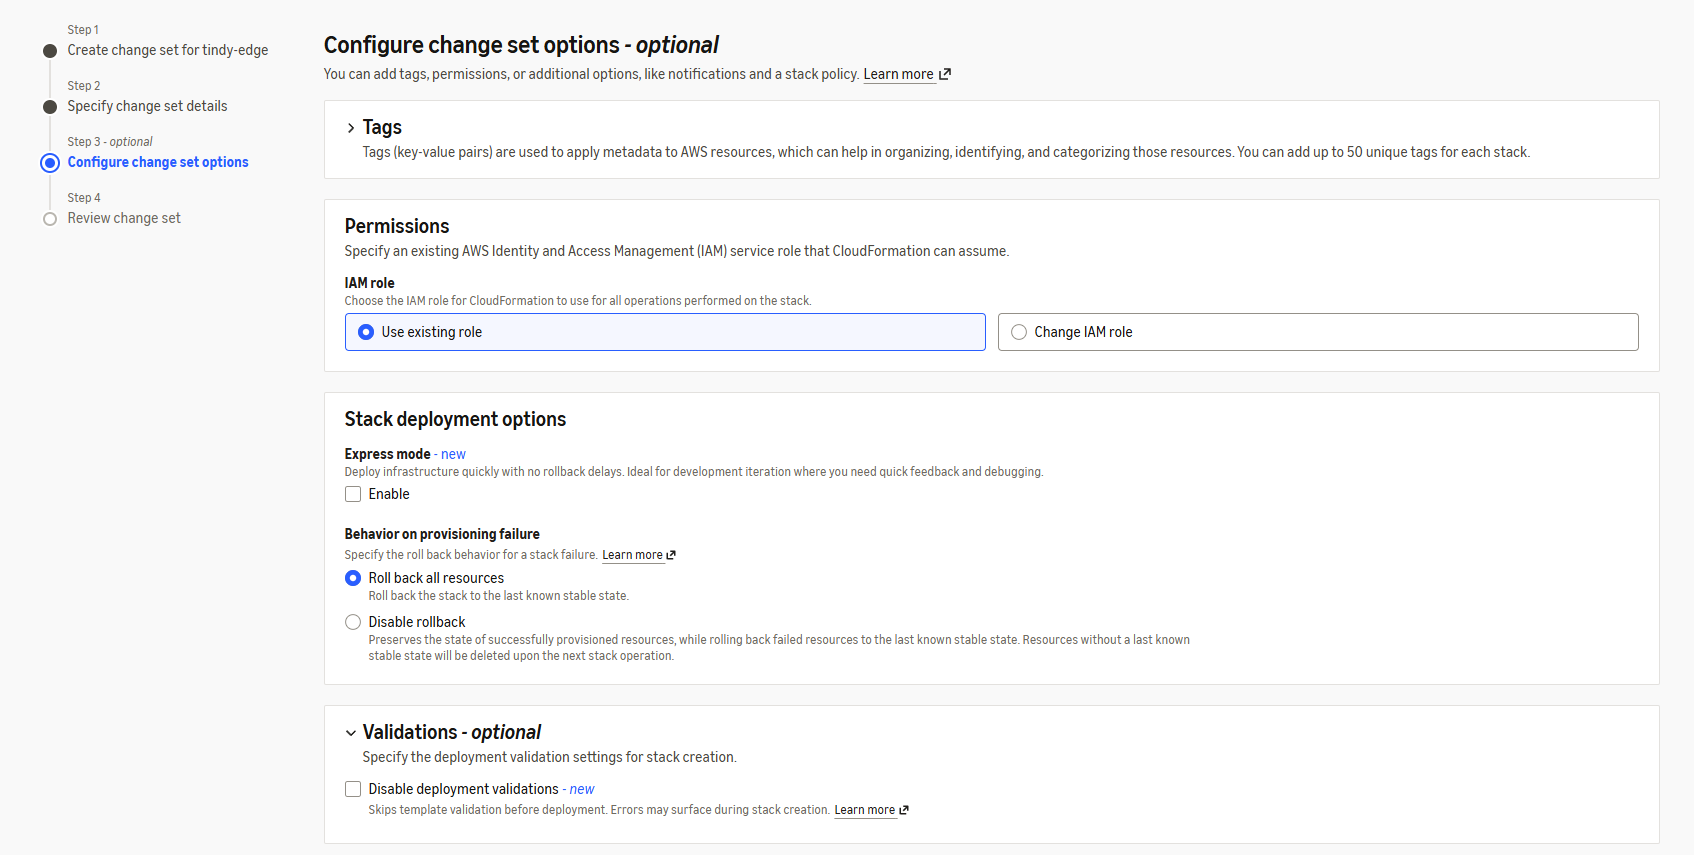 Step 1
Create change set for tindy-edge
Step 2
Specify change set details
Step 3 - optional
Configure change set options
Step 4
Review change set
Configure change set options - optional
You can add tags, permissions, or additional options, like notifications and a stack policy. Learn more
Tags
Tags (key-value pairs) are used to apply metadata to AWS resources, which can help in organizing, identifying, and categorizing those resources. You can add up to 50 unique tags for each stack.
Permissions
Specify an existing AWS Identity and Access Management (IAM) service role that CloudFormation can assume.
IAM role
Choose the IAM role for CloudFormation to use for all operations performed on the stack.
Use existing role
Change IAM role
Stack deployment options
Express mode - new
Deploy infrastructure quickly with no rollback delays. Ideal for development iteration where you need quick feedback and debugging.
Enable
Behavior on provisioning failure
Specify the roll back behavior for a stack failure. Learn more
Roll back all resources
Roll back the stack to the last known stable state.
Disable rollback
Preserves the state of successfully provisioned resources, while rolling back failed resources to the last known stable state. Resources without a last known
stable state will be deleted upon the next stack operation.
Validations - optional
Specify the deployment validation settings for stack creation.
Disable deployment validations - new
Skips template validation before deployment. Errors may surface during stack creation. Learn more